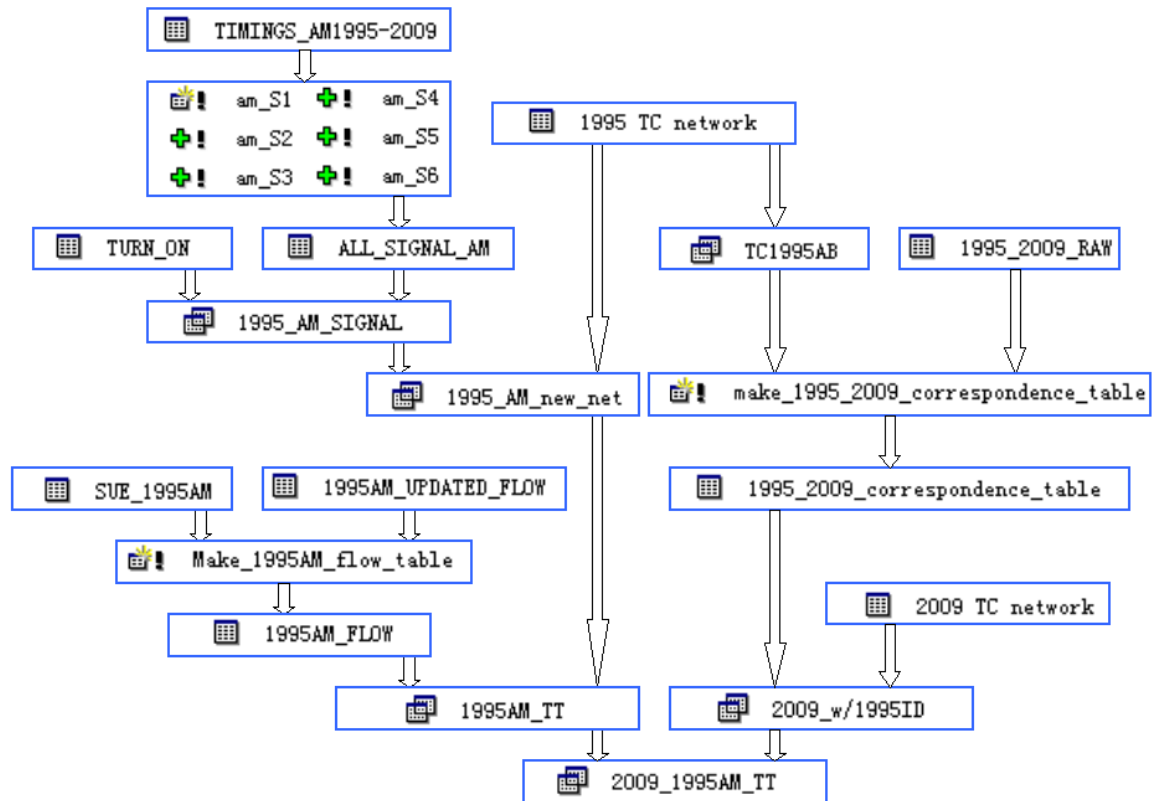 TIMINGS_AM1995-2009
am_S1
am_S4
am_S2
am_S5
am_S3
am_S6
1995 TC network
TURN_ON
ALL_SIGNAL_AM
TC1995AB
1995_2009_RAW
1995_AM_SIGNAL
1995_AM_new_net
make_1995_2009_correspondence_table
SUE_1995AM
1995AM_UPDATED_FLOW
1995_2009_correspondence_table
Make_1995AM_flow_table
2009 TC network
1995AM_FLOW
1995AM_TT
2009_w/1995ID
2009_1995AM_TT